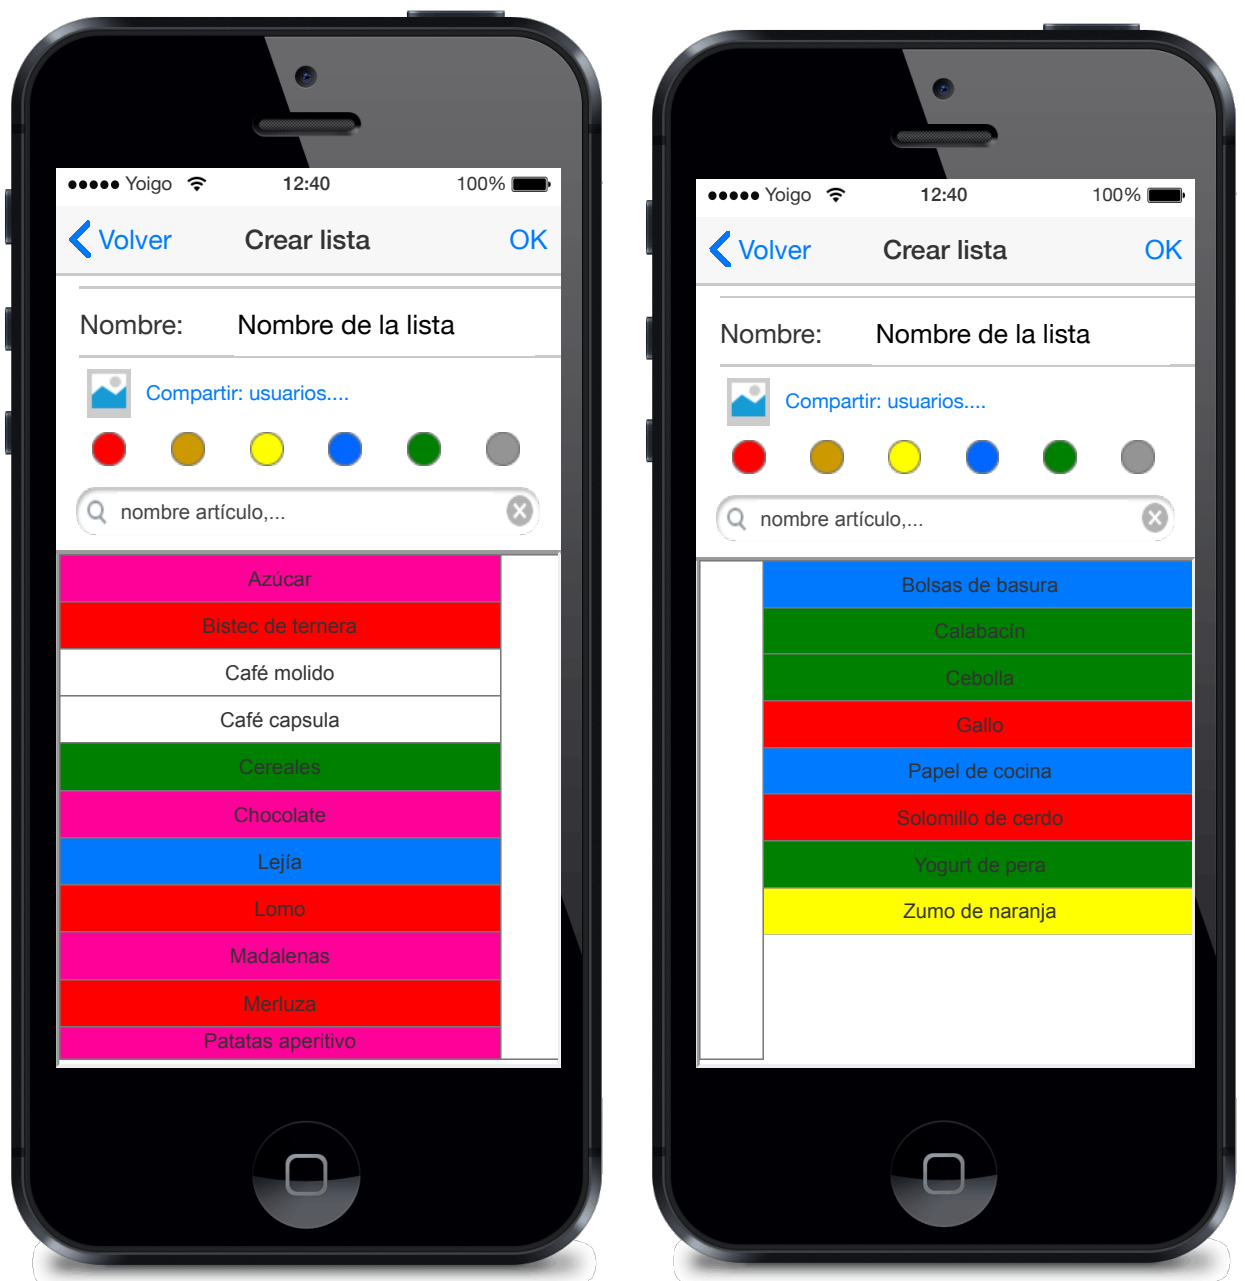 Yoigo 12:40 100%
Volver Crear lista OK
Nombre: Nombre de la lista
Compartir: usuarios....
nombre artículo,...
Azúcar
Bistec de ternera
Café molido
Café capsula
Cereales
Chocolate
Lejía
Lomo
Madalenas
Merluza
Patatas aperitivo
Yoigo 12:40 100%
Volver Crear lista OK
Nombre: Nombre de la lista
Compartir: usuarios....
nombre artículo,...
Bolsas de basura
Calabacín
Cebolla
Gallo
Papel de cocina
Solomillo de cerdo
Yogurt de pera
Zumo de naranja